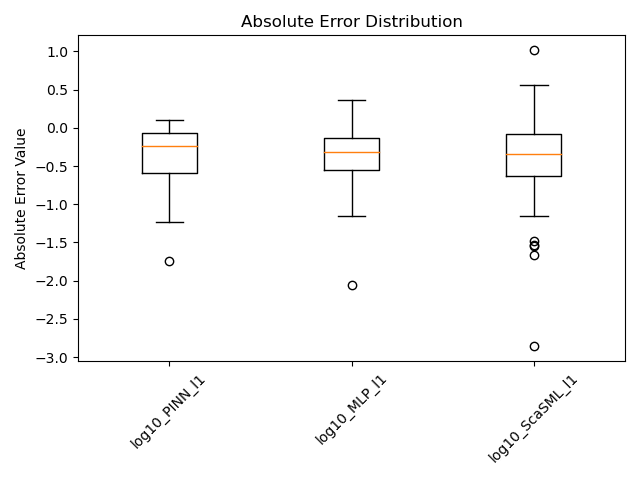 Absolute Error Distribution
Absolute Error Value
1.0
0.5
0.0
−0.5
−1.0
−1.5
−2.0
−2.5
−3.0
log10_PINN_l1
log10_MLP_l1
log10_ScaSML_l1